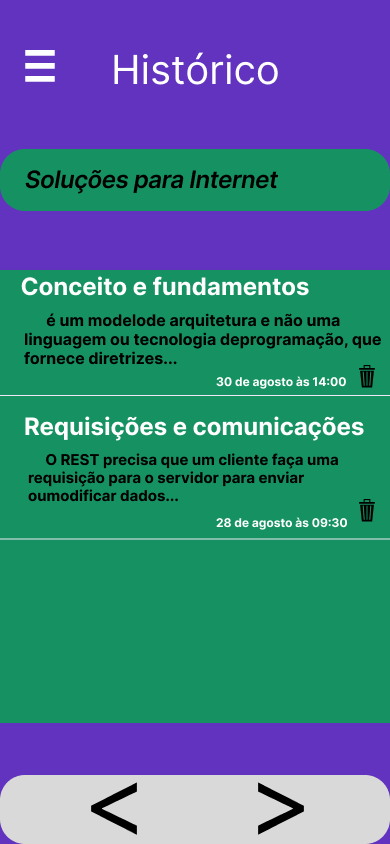 Histórico
Soluções para Internet
Conceito e fundamentos
é um modelode arquitetura e não uma
linguagem ou tecnologia deprogramação, que
fornece diretrizes...
30 de agosto às 14:00
Requisições e comunicações
O REST precisa que um cliente faça uma
requisição para o servidor para enviar
oumodificar dados...
28 de agosto às 09:30
< >